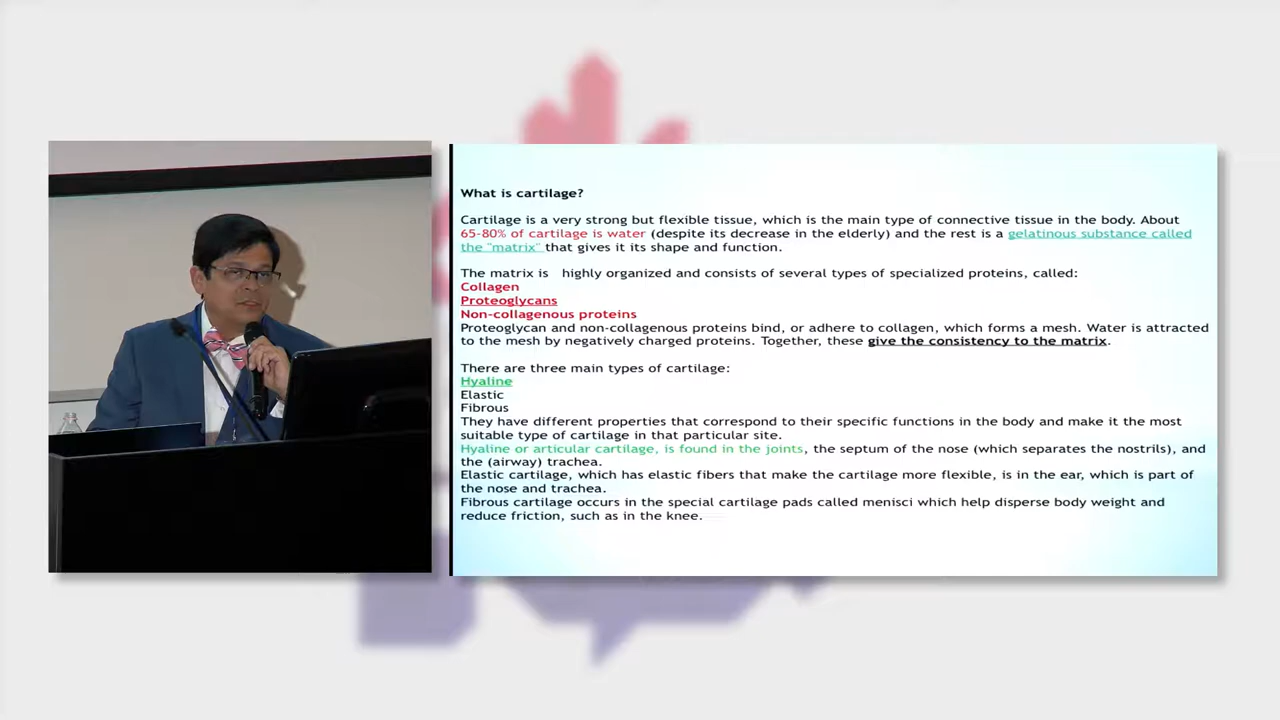 What is cartilage?
Cartilage is a very strong but flexible tissue, which is the main type of connective tissue in the body. About
65-80% of cartilage is water (despite its decrease in the elderly) and the rest is a gelatinous substance called
the "matrix" that gives it its shape and function.
The matrix is highly organized and consists of several types of specialized proteins, called:
Collagen
Proteoglycans
Non-collagenous proteins
Proteoglycan and non-collagenous proteins bind, or adhere to collagen, which forms a mesh. Water is attracted
to the mesh by negatively charged proteins. Together, these give the consistency to the matrix.
There are three main types of cartilage:
Hyaline
Elastic
Fibrous
They have different properties that correspond to their specific functions in the body and make it the most
suitable type of cartilage in that particular site.
Hyaline or articular cartilage, is found in the joints, the septum of the nose (which separates the nostrils), and
the (airway) trachea.
Elastic cartilage, which has elastic fibers that make the cartilage more flexible, is in the ear, which is part of
the nose and trachea.
Fibrous cartilage occurs in the special cartilage pads called menisci which help disperse body weight and
reduce friction, such as in the knee.